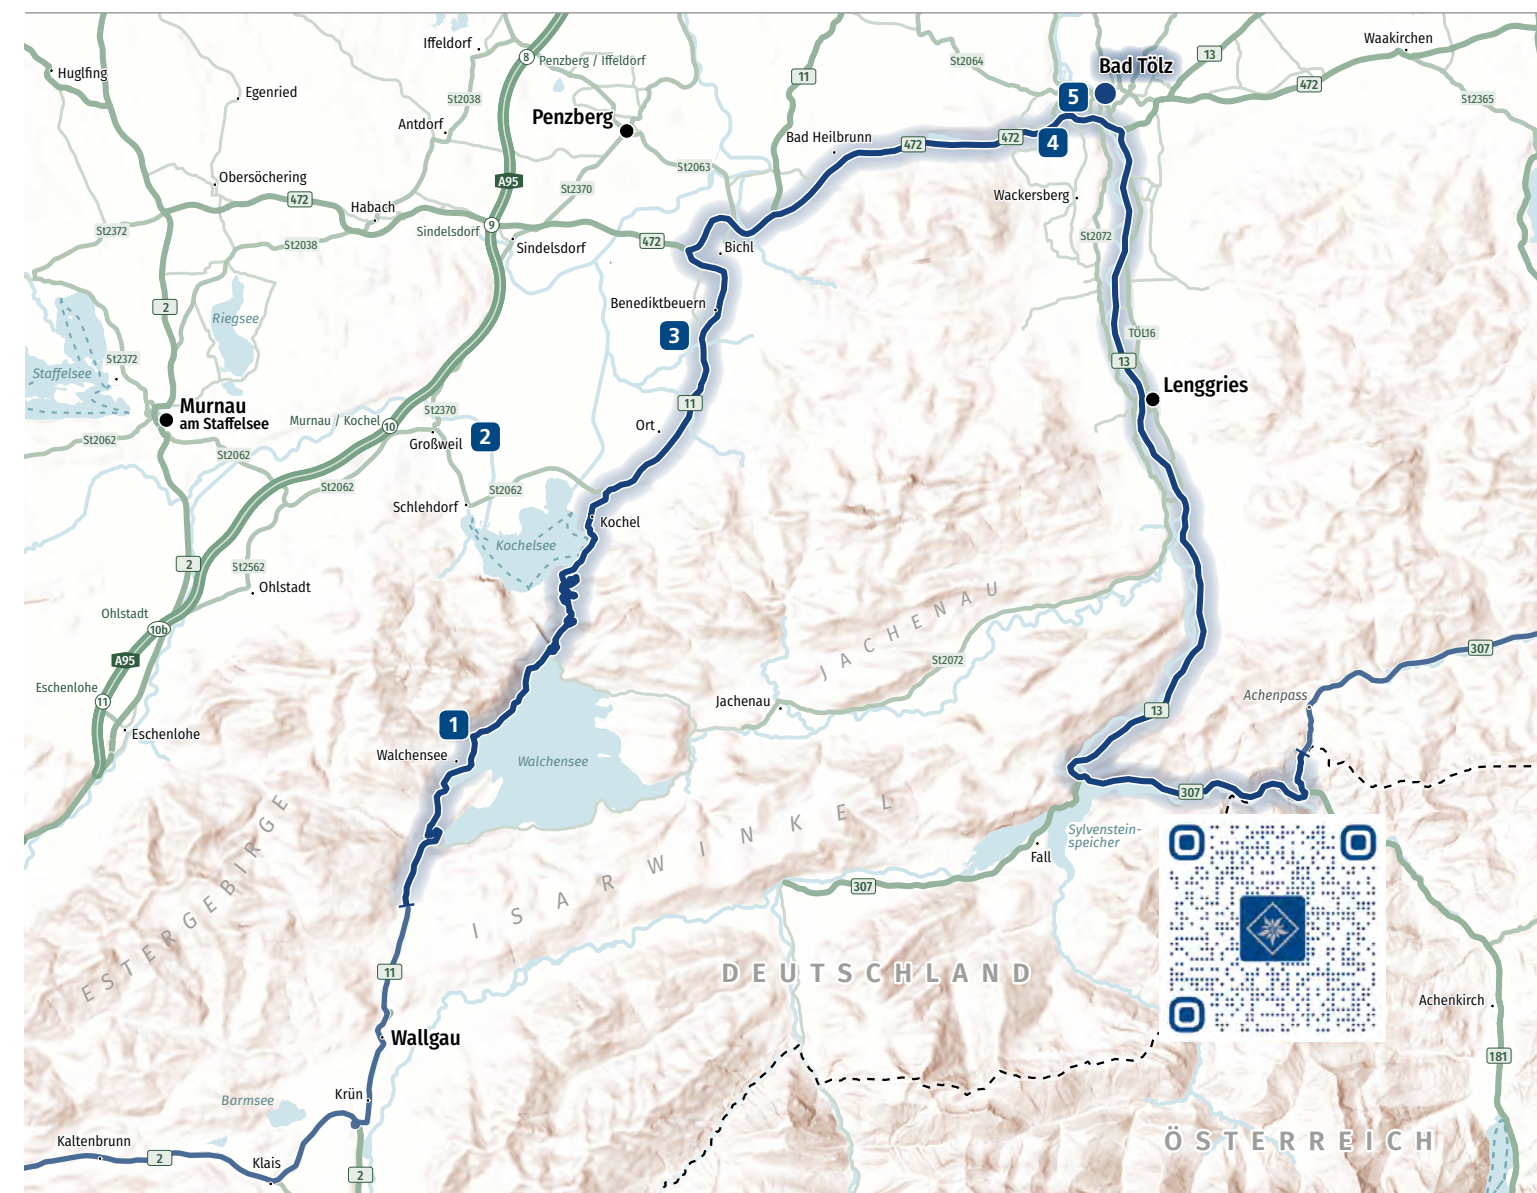 Iffeldorf
8
Penzberg / Iffeldorf
Huglfing
Egenried
St2038
Antdorf
Penzberg
11
St2064
Bad Tölz
13
Waakirchen
472
St2365
5
4
Bad Heilbrunn
472
472
Obersöchering
472
Habach
A95
St2063
St2370
Wackersberg
St2372
St2038
Sindelsdorf
9
Sindelsdorf
472
Bichl
St2072
2
Riegsee
Benediktbeuern
3
TÖL16
Staffelsee
St2372
13
Lenggries
Murnau
am Staffelsee
St2062
St2062
Murnau / Kochel
10
St2370
Großweil
2
11
Ort
St2062
Schlehdorf
St2062
Kochel
Kochelsee
2
St2562
Ohlstadt
Ohlstadt
10b
A95
Eschenlohe
11
Eschenlohe
JACHENAU
St2072
Jachenau
307
Achenpass
13
1
Walchensee
Walchensee
307
ESTERGEBIRGE
ISARWINKEL
Sylvenstein-
speicher
Fall
307
DEUTSCHLAND
11
Wallgau
Achenkirch
181
Krün
Barmsee
Kaltenbrunn
2
Klais
2
ÖSTERREICH